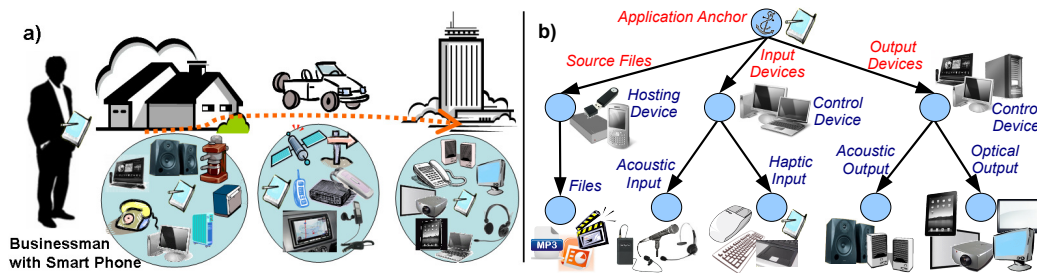 a)
Businessman
with Smart Phone
b)
Application Anchor
Source Files
Input
Devices
Output
Devices
Hosting
Device
Control
Device
Control
Device
Files
Acoustic
Input
Haptic
Input
Acoustic
Output
Optical
Output
MP3